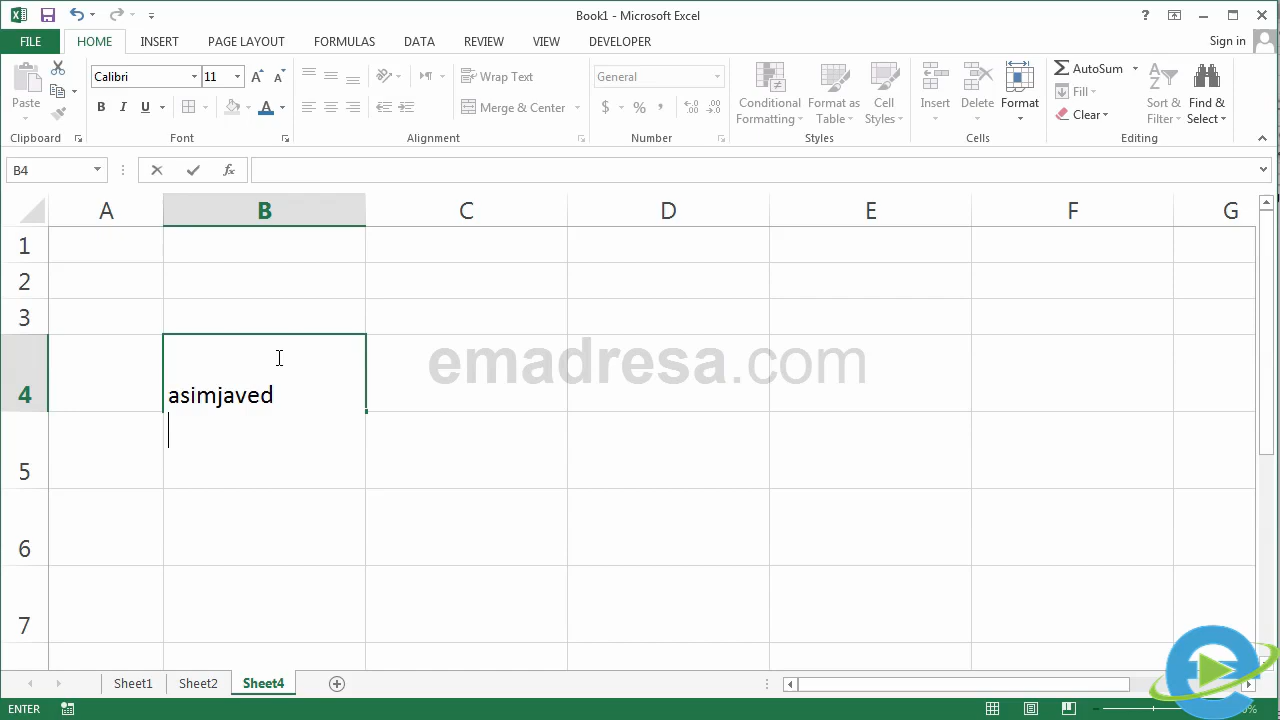 Book1 - Microsoft Excel
FILE HOME INSERT PAGE LAYOUT FORMULAS DATA REVIEW VIEW DEVELOPER Sign in
Calibri 11 Wrap Text General AutoSum
Paste Merge & Center Conditional Formatting Format as Table Cell Styles Insert Delete Format Fill Clear Sort & Filter Find & Select
Clipboard Font Alignment Number Styles Cells Editing
B4 fx
A B C D E F G
1
2
3
4 asimjaved
emadresa.com
5
6
7
Sheet1 Sheet2 Sheet4
ENTER